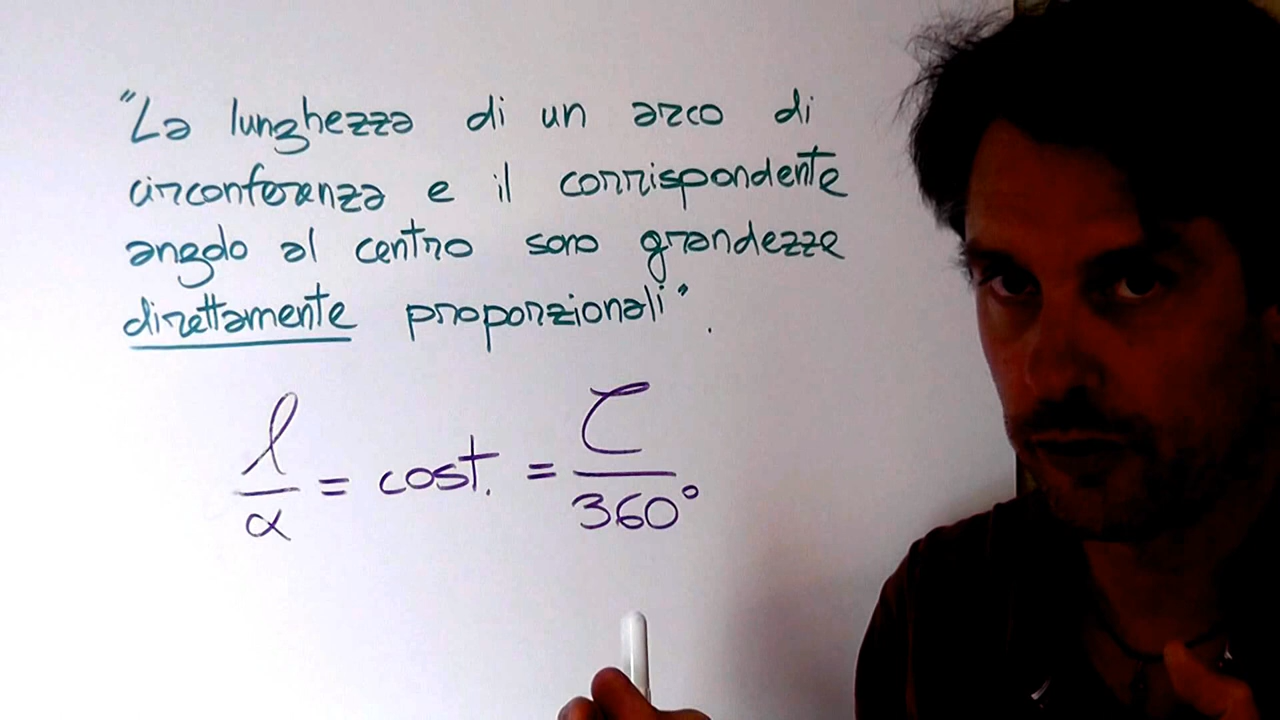 "La lunghezza di un arco di
circonferenza e il corrispondente
angolo al centro sono grandezze
direttamente proporzionali".
l/α = cost. = C/360°